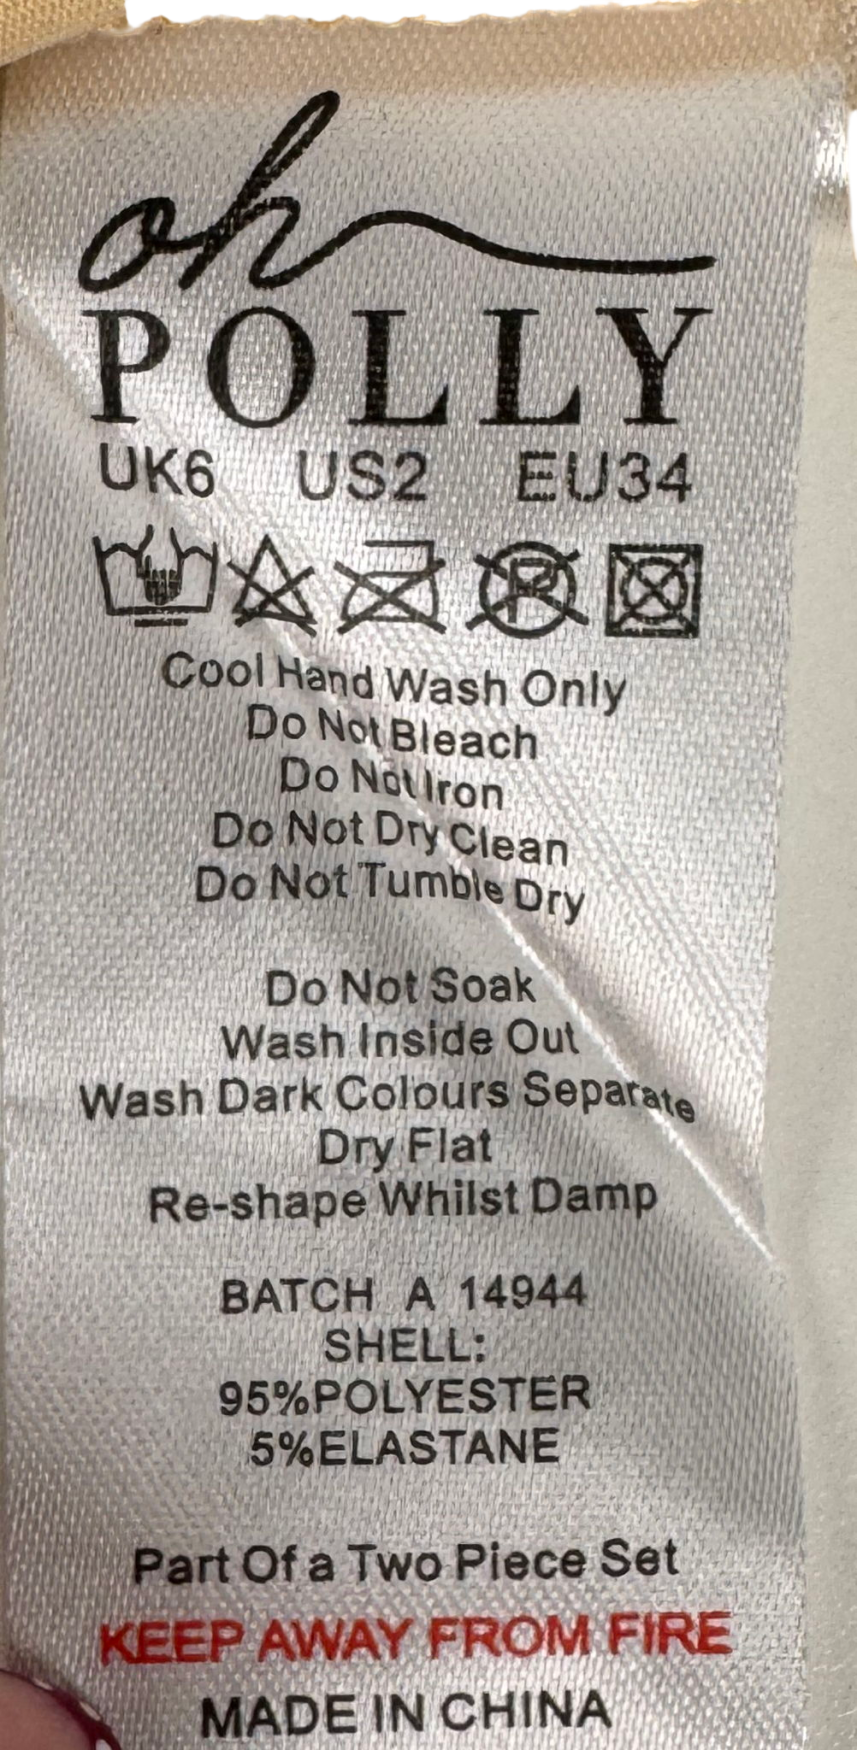 oh
POLLY
UK6 US2 EU34
P
Cool Hand Wash Only
Do Not Bleach
Do Not Iron
Do Not Dry Clean
Do Not Tumble Dry
Do Not Soak
Wash Inside Out
Wash Dark Colours Separate
Dry Flat
Re-shape Whilst Damp
BATCH A 14944
SHELL:
95%POLYESTER
5%ELASTANE
Part Of a Two Piece Set
KEEP AWAY FROM FIRE
MADE IN CHINA